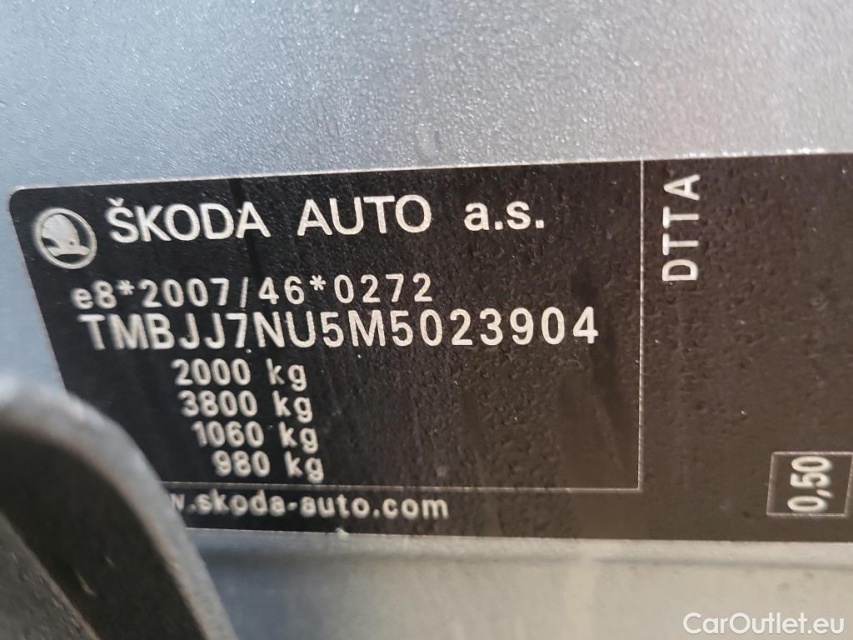 ŠKODA AUTO a.s.
e8*2007/46*0272
TMBJJ7NU5M5023904
2000 kg
3800 kg
1060 kg
980 kg
.skoda-auto.com
DTTA
0,50
CarOutlet.eu